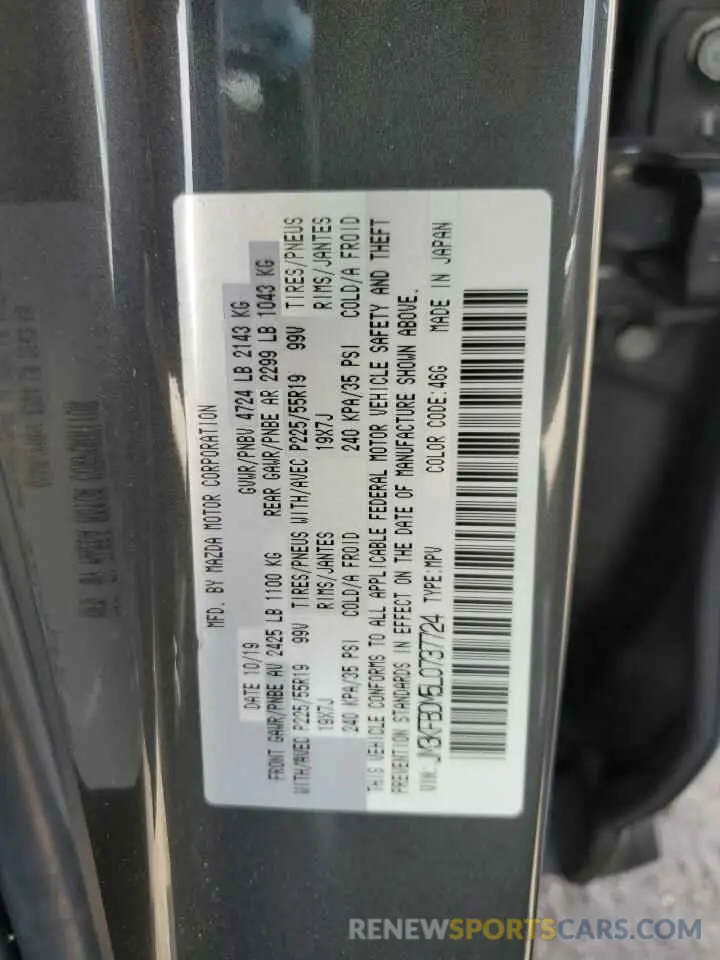 MFD. BY MAZDA MOTOR CORPORATION
DATE 10/19 GVWR/PNBV 4724 LB 2143 KG
FRONT GAWR/PNBE AV 2425 LB 1100 KG REAR GAWR/PNBE AR 2299 LB 1043 KG
WITH/AVEC P225/55R19 99V TIRES/PNEUS WITH/AVEC P225/55R19 99V TIRES/PNEUS
19X7J RIMS/JANTES 19X7J RIMS/JANTES
240 KPA/35 PSI COLD/A FROID 240 KPA/35 PSI COLD/A FROID
THIS VEHICLE CONFORMS TO ALL APPLICABLE FEDERAL MOTOR VEHICLE SAFETY AND THEFT
PREVENTION STANDARDS IN EFFECT ON THE DATE OF MANUFACTURE SHOWN ABOVE.
VIN. JM3KFBDM5L0737724 TYPE:MPV COLOR CODE:46G MADE IN JAPAN
RENEWSPORTSCARS.COM